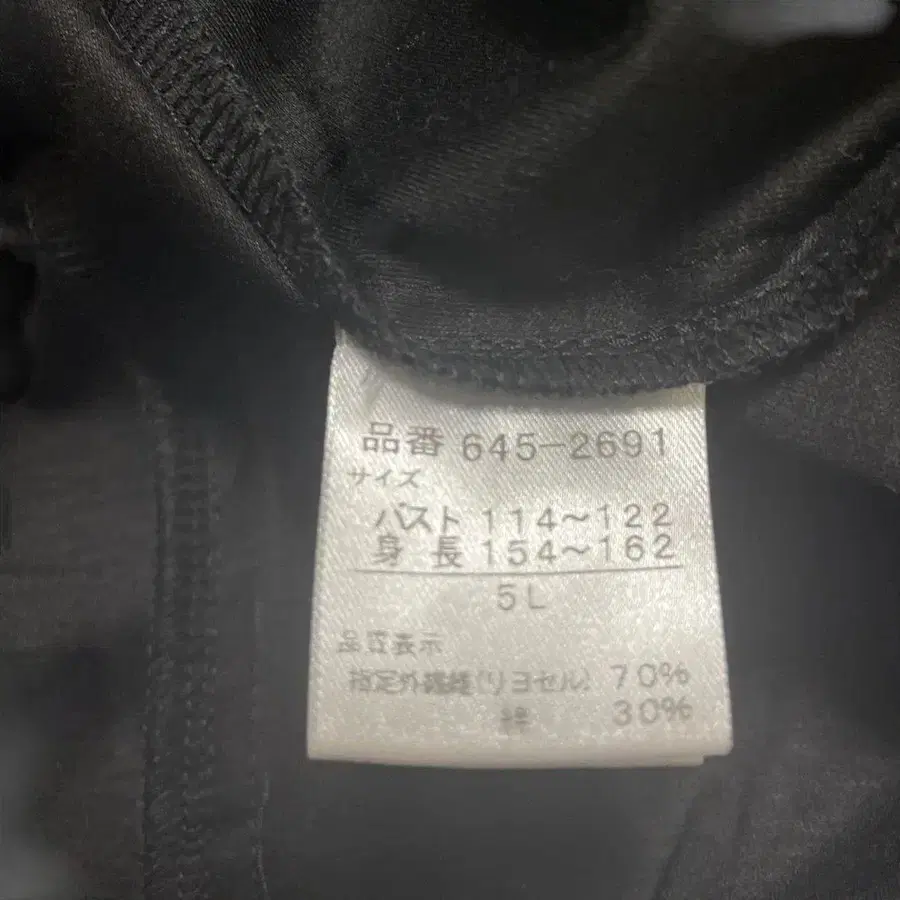 品番 645-2691
サイズ
バスト 114～122
身長 154～162
5L
品質表示
指定外繊維(リヨセル) 70%
綿 30%